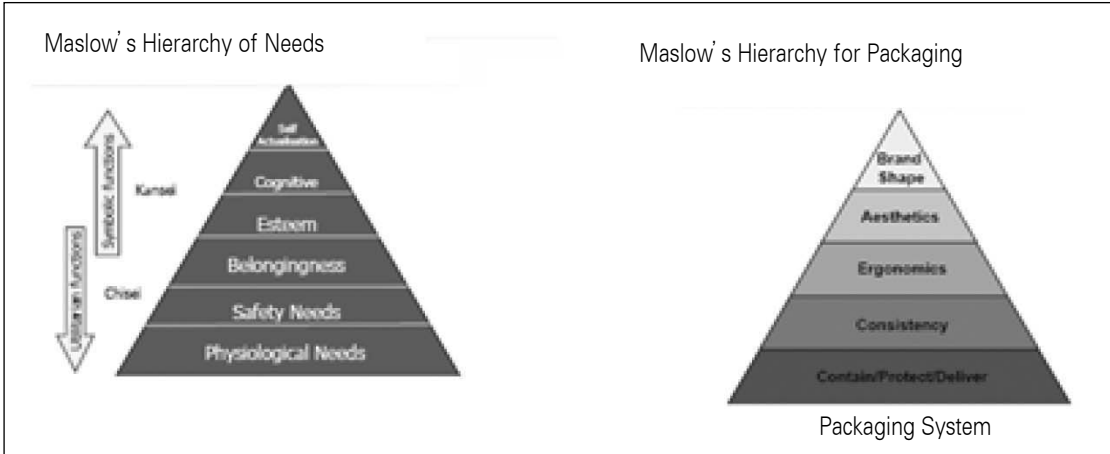 Maslow's Hierarchy of Needs
Symbolic functions
Kansei
Utilitarian functions
Chisei
Self
Actualisation
Cognitive
Esteem
Belongingness
Safety Needs
Physiological Needs
Maslow's Hierarchy for Packaging
Brand
Shape
Aesthetics
Ergonomics
Consistency
Contain/Protect/Deliver
Packaging System